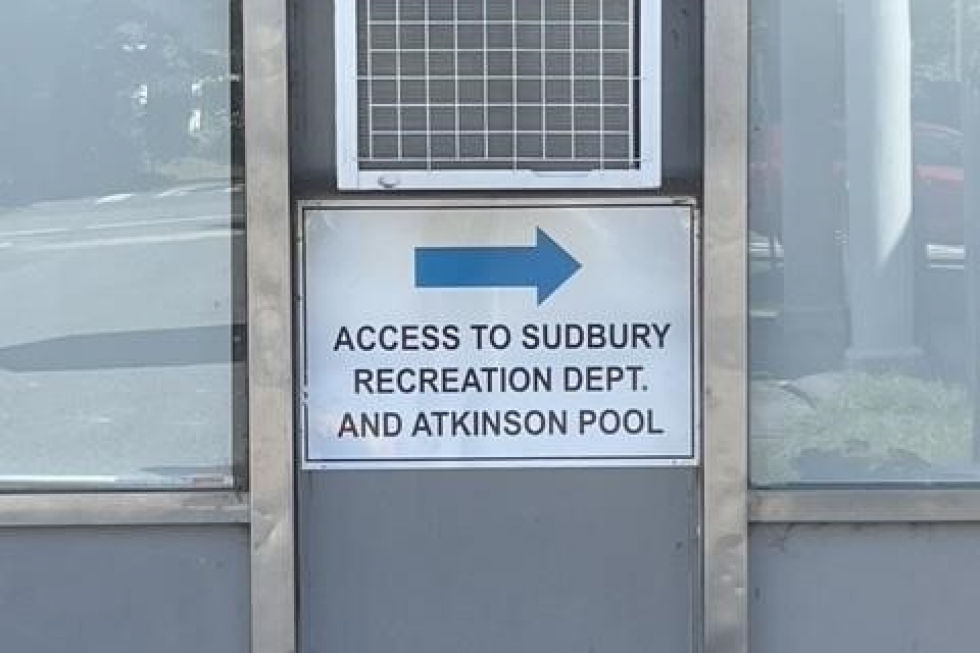 ACCESS TO SUDBURY
RECREATION DEPT.
AND ATKINSON POOL